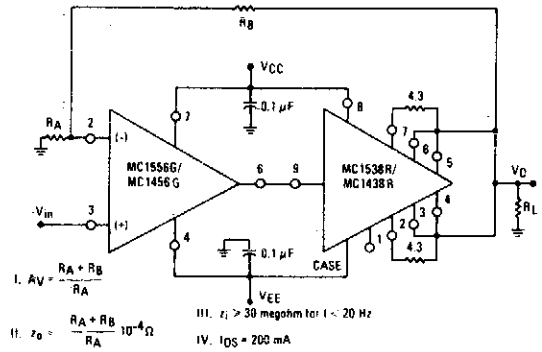 RB
VCC
0.1 μF
4.3
RA
2
(-)
7
8
7
6
5
MC1556G/
MC1456G
6
9
MC1538R/
MC1438R
VO
4
RL
Vin
3
(+)
4
0.1 μF
CASE
1
2
3
4.3
VEE
I. AV = RA + RB / RA
II. zo = RA + RB / RA 10-4 Ω
III. zi > 30 megohm for f < 20 Hz
IV. IOS = 200 mA